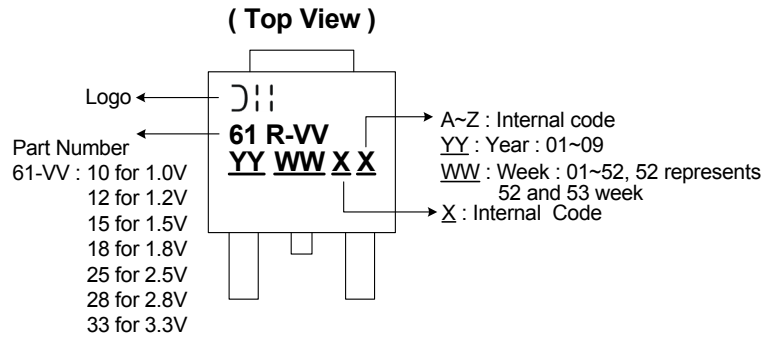 ( Top View )
Logo
61 R-VV
YY WW X X
Part Number
61-VV : 10 for 1.0V
12 for 1.2V
15 for 1.5V
18 for 1.8V
25 for 2.5V
28 for 2.8V
33 for 3.3V
A~Z : Internal code
YY : Year : 01~09
WW : Week : 01~52, 52 represents
52 and 53 week
X : Internal Code